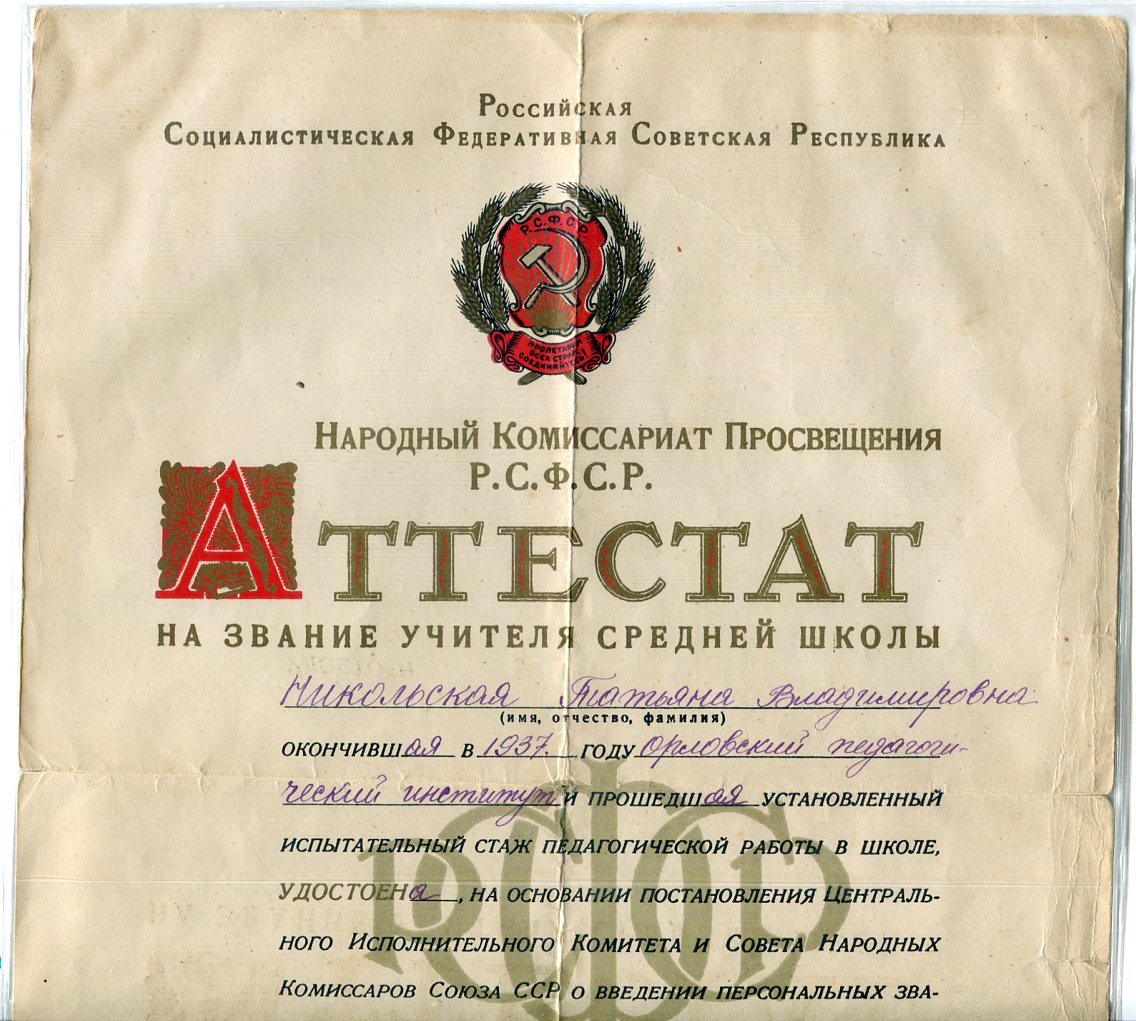 Российская
Социалистическая Федеративная Советская Республика
Р.С.Ф.С.Р.
ПРОЛЕТАРИИ
ВСЕХ СТРАН,
СОЕДИНЯЙТЕСЬ!
Народный Комиссариат Просвещения
Р.С.Ф.С.Р.
АТТЕСТАТ
НА ЗВАНИЕ УЧИТЕЛЯ СРЕДНЕЙ ШКОЛЫ
Никольская Татьяна Владимировна
(имя, отчество, фамилия)
ОКОНЧИВШая В 1937. ГОДУ Орловский педагоги-
ческий институт И ПРОШЕДШая УСТАНОВЛЕННЫЙ
ИСПЫТАТЕЛЬНЫЙ СТАЖ ПЕДАГОГИЧЕСКОЙ РАБОТЫ В ШКОЛЕ,
УДОСТОЕНа, НА ОСНОВАНИИ ПОСТАНОВЛЕНИЯ ЦЕНТРАЛЬ-
НОГО ИСПОЛНИТЕЛЬНОГО КОМИТЕТА И СОВЕТА НАРОДНЫХ
КОМИССАРОВ СОЮЗА ССР О ВВЕДЕНИИ ПЕРСОНАЛЬНЫХ ЗВА-
РСФСР